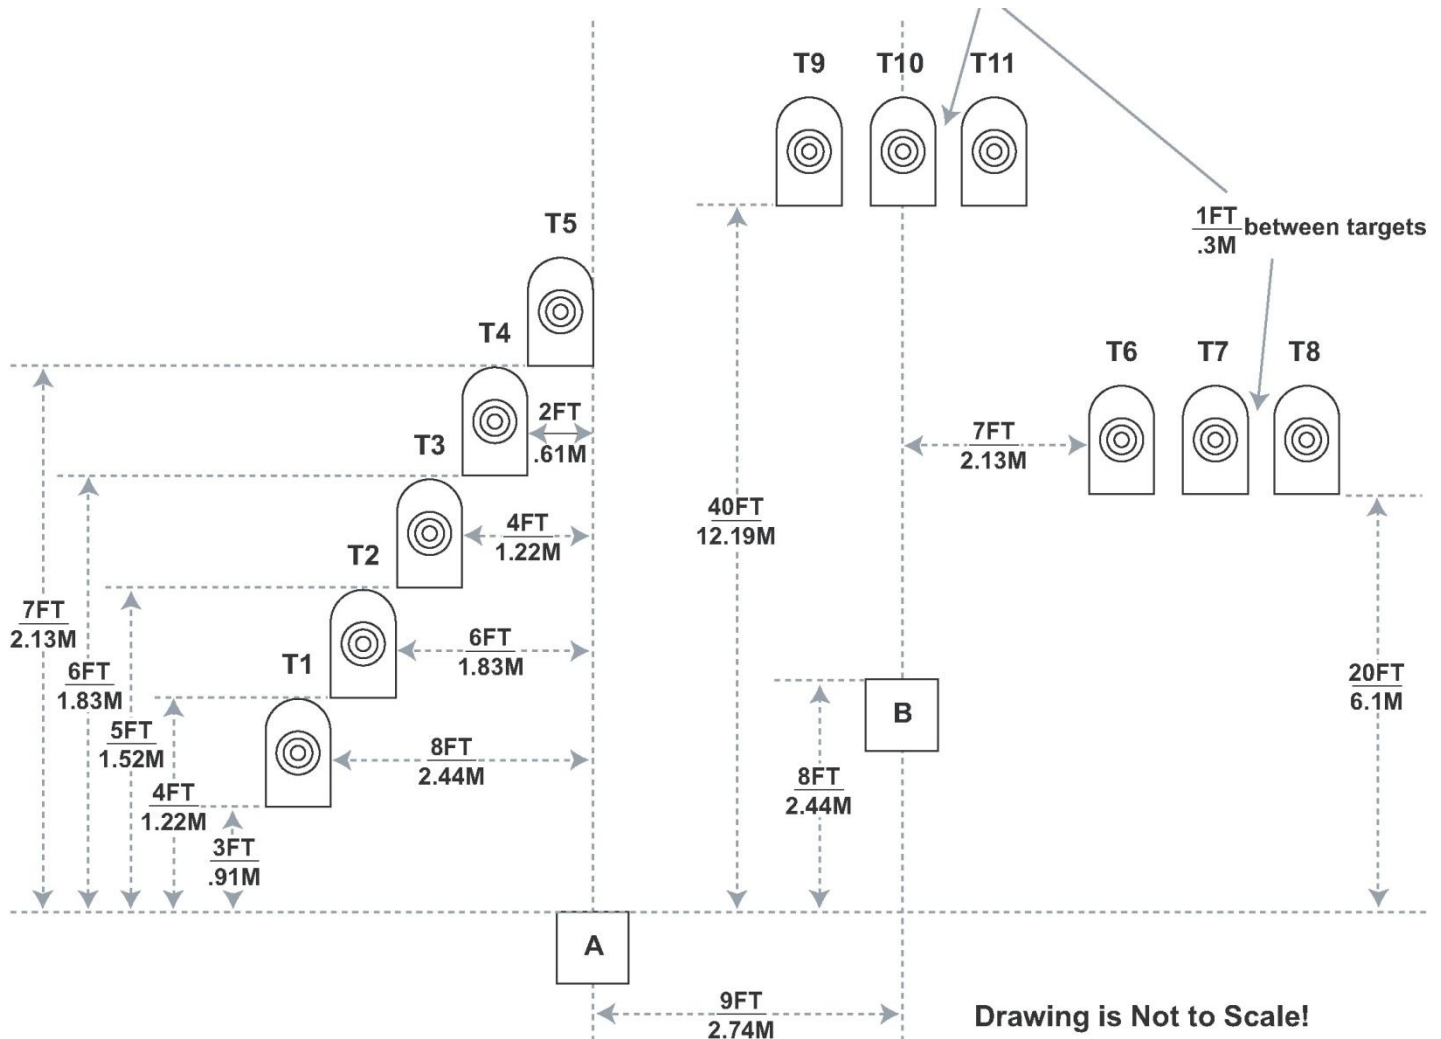 T9 T10 T11
1FT
.3M between targets
T5
T4
T6 T7 T8
2FT
.61M
T3
7FT
2.13M
40FT
12.19M
4FT
1.22M
T2
7FT
2.13M
6FT
1.83M
T1
6FT
1.83M
20FT
6.1M
B
5FT
1.52M
8FT
2.44M
8FT
2.44M
4FT
1.22M
3FT
.91M
A
9FT
2.74M
Drawing is Not to Scale!